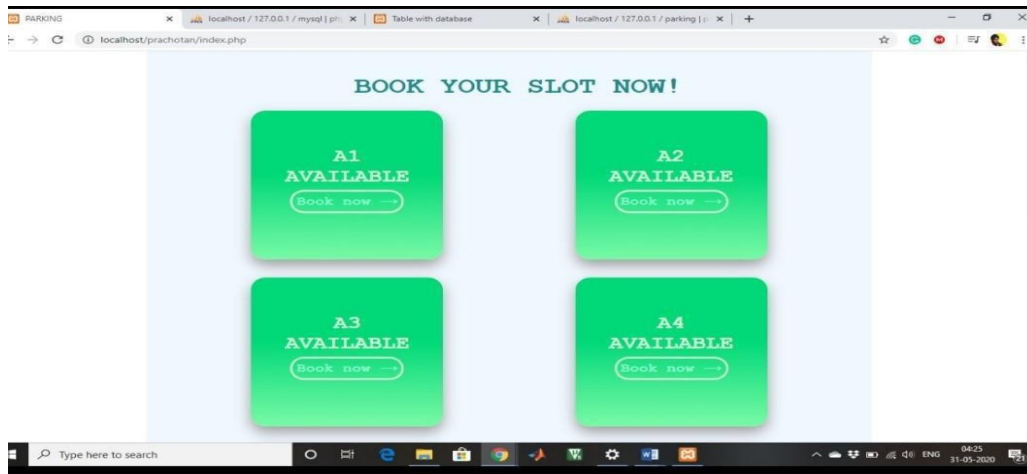 PARKING
localhost / 127.0.0.1 / mysql | ph
Table with database
localhost / 127.0.0.1 / parking | p
localhost/prachotan/index.php
BOOK YOUR SLOT NOW!
A1
AVAILABLE
Book now →
A2
AVAILABLE
Book now →
A3
AVAILABLE
Book now →
A4
AVAILABLE
Book now →
Type here to search
ENG
04:25
31-05-2020